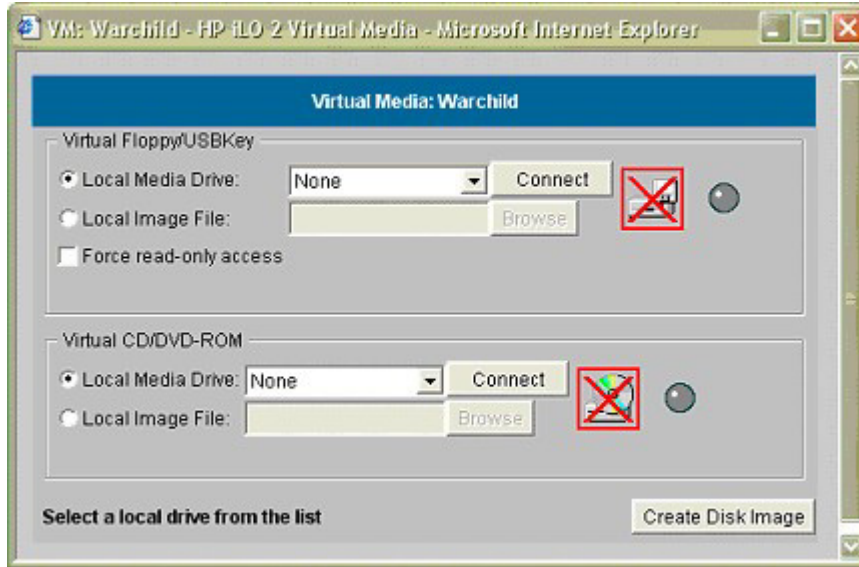 VM: Warchild - HP iLO 2 Virtual Media - Microsoft Internet Explorer
Virtual Media: Warchild
Virtual Floppy/USBKey
Local Media Drive: None Connect
Local Image File: Browse
Force read-only access
Virtual CD/DVD-ROM
Local Media Drive: None Connect
Local Image File: Browse
Select a local drive from the list Create Disk Image